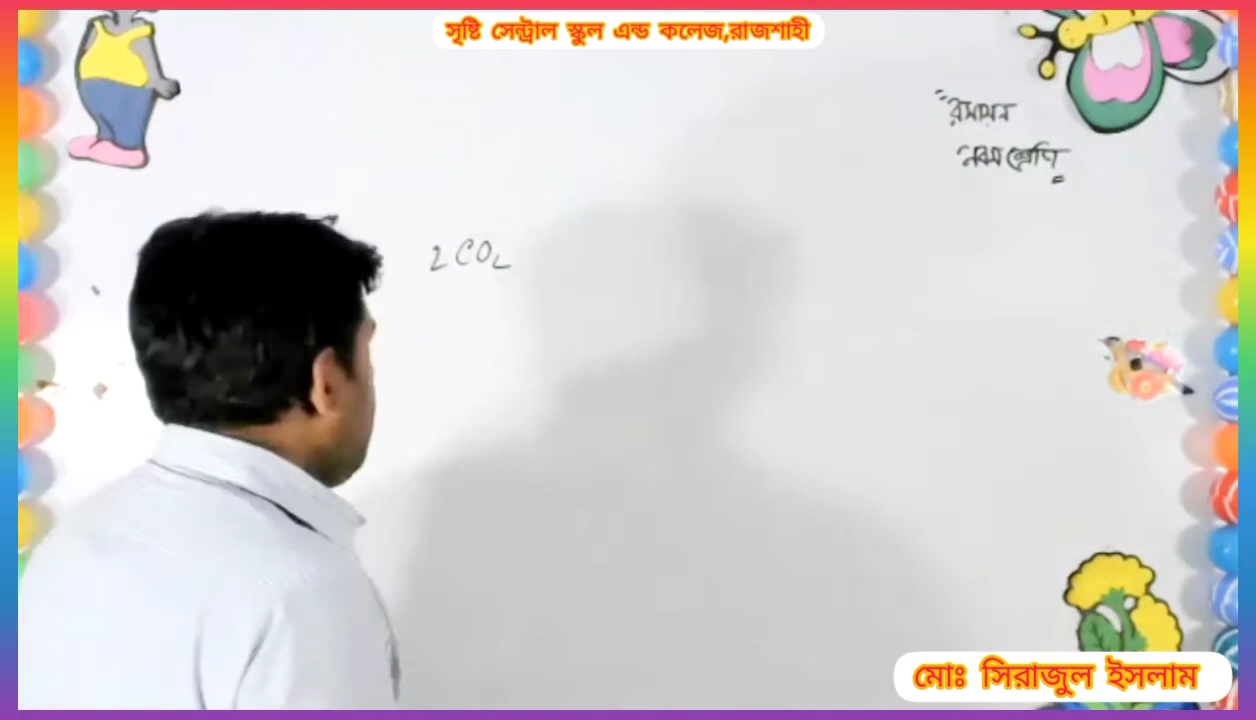 সৃষ্টি সেন্ট্রাল স্কুল এন্ড কলেজ,রাজশাহী
রসায়ন
নবম শ্রেণি
2CO₂
মোঃ সিরাজুল ইসলাম